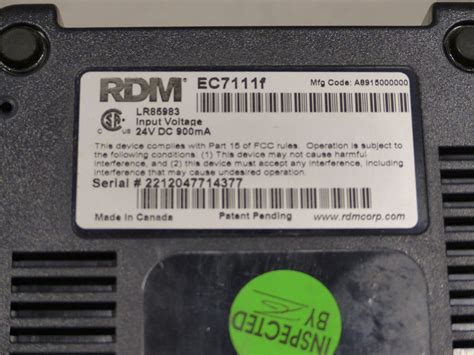 RDM® EC7111f Mfg Code: A8915000000
LR85983
Input Voltage
24V DC 900mA
This device complies with Part 15 of FCC rules. Operation is subject to
the following conditions. (1) This device may not cause harmful
interference, and (2) this device must accept any interference, including
interference that may cause undesired operation.
Serial # 2212047714377
Made In Canada Patent Pending www.rdmcorp.com
INSPECTED
BY